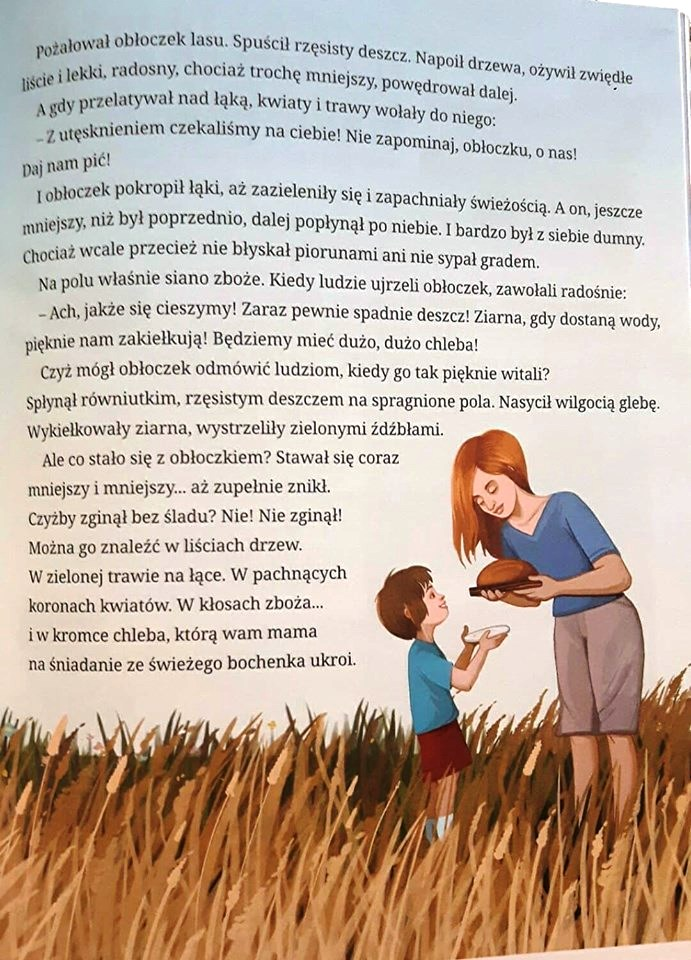 Pożałował obłoczek lasu. Spuścił rzęsisty deszcz. Napoił drzewa, ożywił zwiędłe
liście i lekki, radosny, chociaż trochę mniejszy, powędrował dalej.
A gdy przelatywał nad łąką, kwiaty i trawy wołały do niego:
– Z utęsknieniem czekaliśmy na ciebie! Nie zapominaj, obłoczku, o nas!
Daj nam pić!
I obłoczek pokropił łąki, aż zazieleniły się i zapachniały świeżością. A on, jeszcze
mniejszy, niż był poprzednio, dalej popłynął po niebie. I bardzo był z siebie dumny.
Chociaż wcale przecież nie błyskał piorunami ani nie sypał gradem.
Na polu właśnie siano zboże. Kiedy ludzie ujrzeli obłoczek, zawołali radośnie:
– Ach, jakże się cieszymy! Zaraz pewnie spadnie deszcz! Ziarna, gdy dostaną wody,
pięknie nam zakiełkują! Będziemy mieć dużo, dużo chleba!
Czyż mógł obłoczek odmówić ludziom, kiedy go tak pięknie witali?
Spłynął równiutkim, rzęsistym deszczem na spragnione pola. Nasycił wilgocią glebę.
Wykiełkowały ziarna, wystrzeliły zielonymi źdźbłami.
Ale co stało się z obłoczkiem? Stawał się coraz
mniejszy i mniejszy... aż zupełnie znikł.
Czyżby zginął bez śladu? Nie! Nie zginął!
Można go znaleźć w liściach drzew.
W zielonej trawie na łące. W pachnących
koronach kwiatów. W kłosach zboża...
i w kromce chleba, którą wam mama
na śniadanie ze świeżego bochenka ukroi.